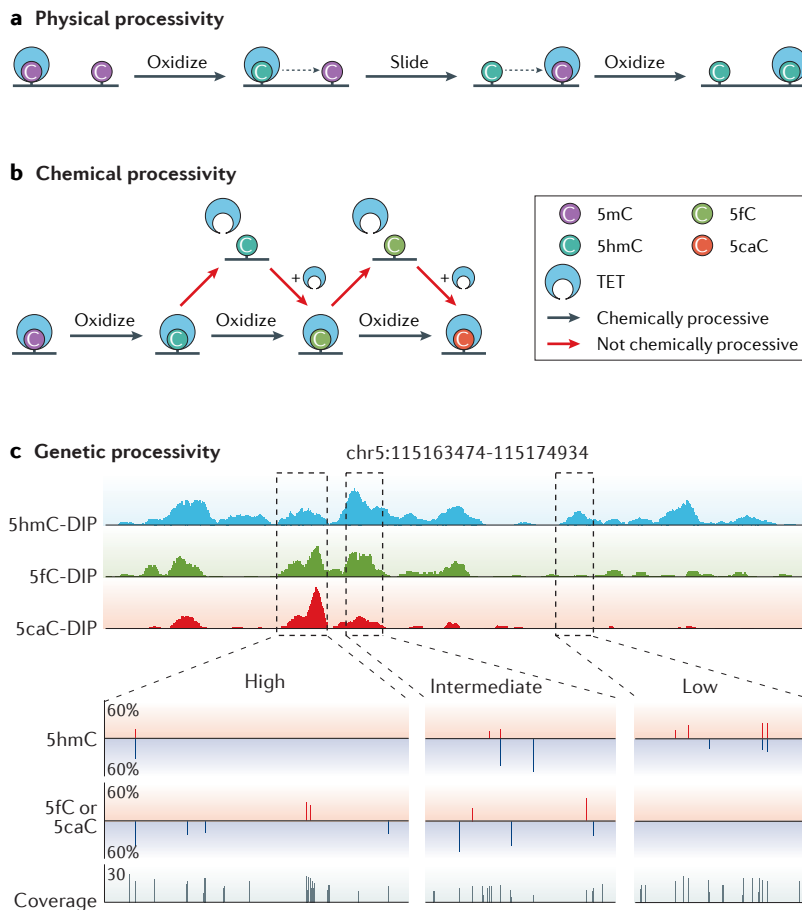 a Physical processivity
Oxidize
Slide
Oxidize
C C C C C C C C
b Chemical processivity
C C
+ +
Oxidize Oxidize Oxidize
C C C C
C 5mC C 5fC
C 5hmC C 5caC
TET
Chemically processive
Not chemically processive
c Genetic processivity chr5:115163474-115174934
5hmC-DIP
5fC-DIP
5caC-DIP
High Intermediate Low
60%
5hmC
60%
60%
5fC or
5caC
60%
30
Coverage